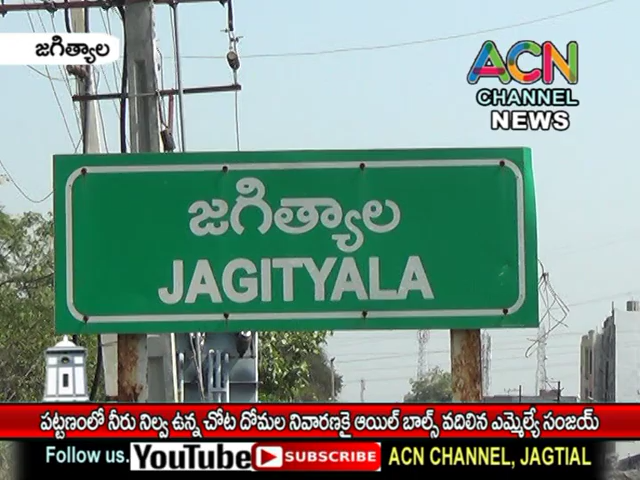 జగిత్యాల
ACN
CHANNEL
NEWS
జగిత్యాల
JAGITYALA
పట్టణంలో నీరు నిల్వ ఉన్న చోట దోమల నివారణకై ఆయిల్ బాల్స్ వదిలిన ఎమ్మెల్యే సంజయ్
Follow us. YouTube SUBSCRIBE ACN CHANNEL, JAGTIAL